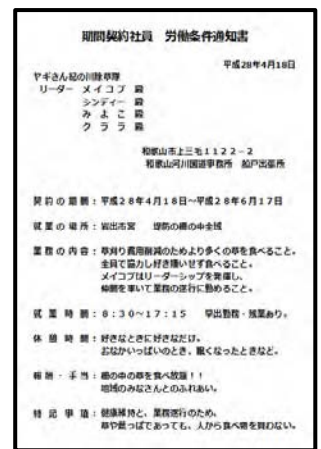 期間契約社員 労働条件通知書
平成28年4月18日
ヤギさん紀の川除草隊
リーダー メイコブ 殿
シンディー 殿
みよこ 殿
クララ 殿
和歌山市上三毛1122-2
和歌山河川国道事務所 船戸出張所
契約の期間:平成28年4月18日~平成28年6月17日
就業の場所:岩出市宮 堤防の柵の中全域
業務の内容:草刈り費用削減のためより多くの草を食べること。
全員で協力し好き嫌いせず食べること。
メイコブはリーダーシップを発揮し、
仲間を率いて業務の遂行に努めること。
就業時間:8:30~17:15 早出勤務・残業あり。
休憩時間:好きなときに好きなだけ。
おなかいっぱいのとき、眠くなったときなど。
報酬・手当:柵の中の草を食べ放題!!
地域のみなさんとのふれあい。
特記事項:健康維持と、業務遂行のため、
草や葉っぱであっても、人から食べ物を貰わない。